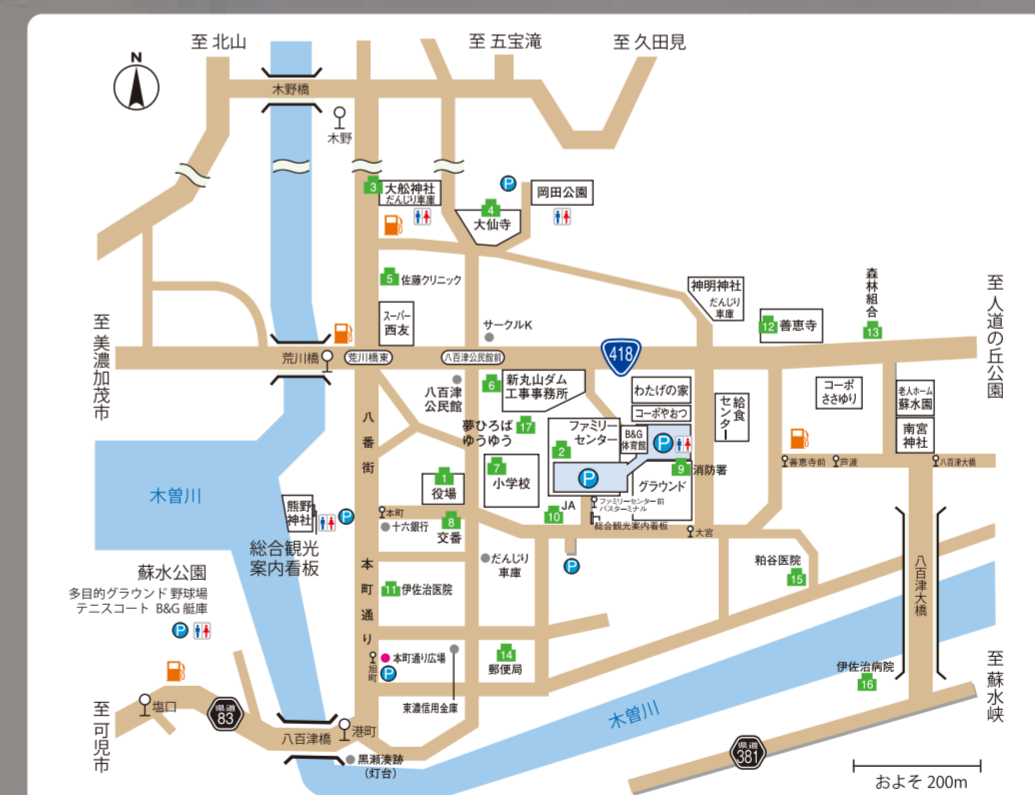 至 北山
至 五宝滝
至 久田見
N
木野橋
木野
3
大舩神社
だんじり車庫
P
岡田公園
4
大仙寺
5
佐藤クリニック
神明神社
だんじり
車庫
森林組合
13
12
善恵寺
至 人道の丘公園
至 美濃加茂市
スーパー
西友
サークルK
荒川橋
荒川橋東
八百津公民館前
418
八百津
公民館
6
新丸山ダム
工事事務所
わたげの家
コーポやおつ
給食
センター
コーポ
ささゆり
老人ホーム
蘇水園
南宮
神社
八番街
夢ひろば
ゆうゆう
17
ファミリー
センター
2
B&G
体育館
P
9
消防署
善恵寺前
芦渡
八百津大橋
1
役場
7
小学校
P
グラウンド
木曽川
熊野
神社
P
本町
十六銀行
8
交番
JA
10
ファミリーセンター前
バスターミナル
総合観光案内看板
大宮
総合観光
案内看板
だんじり
車庫
P
粕谷医院
15
八百津大橋
蘇水公園
多目的グラウンド 野球場
テニスコート B&G 艇庫
P
本町通り
11
伊佐治医院
本町通り広場
旭町
P
14
郵便局
東濃信用金庫
伊佐治病院
16
至 蘇水峡
至 可児市
塩口
県道
83
八百津橋
港町
黒瀬湊跡
(灯台)
木曽川
県道
381
およそ 200m